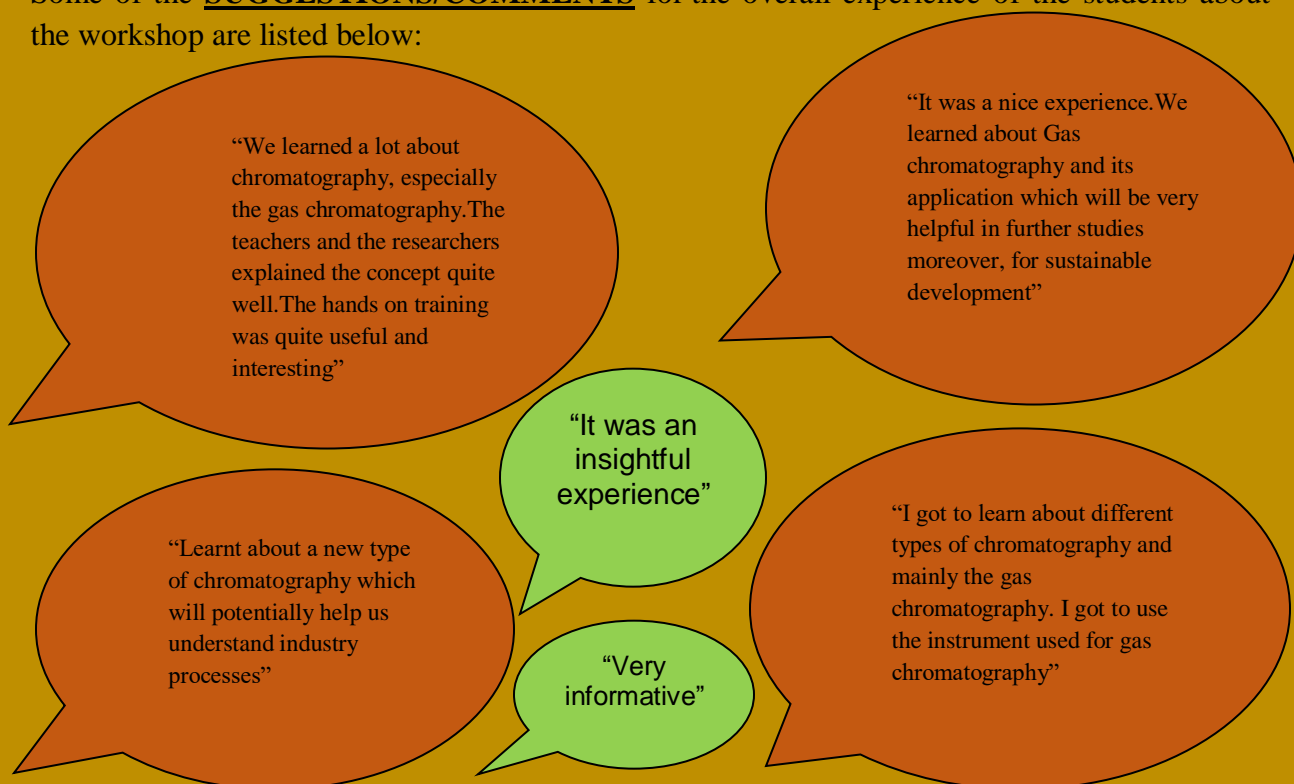 Some of the SUGGESTIONS/COMMENTS for the overall experience of the students about
the workshop are listed below:
“We learned a lot about
chromatography, especially
the gas chromatography.The
teachers and the researchers
explained the concept quite
well.The hands on training
was quite useful and
interesting”
“It was a nice experience.We
learned about Gas
chromatography and its
application which will be very
helpful in further studies
moreover, for sustainable
development”
“It was an
insightful
experience”
“Learnt about a new type
of chromatography which
will potentially help us
understand industry
processes”
“I got to learn about different
types of chromatography and
mainly the gas
chromatography. I got to use
the instrument used for gas
chromatography”
“Very
informative”